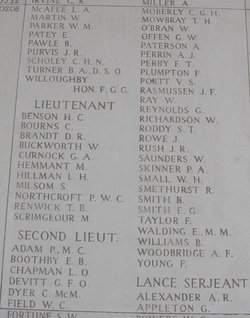 IRVINE C. R.
McAFEE L. A.
MARTIN W.
PARKER W. M.
PATEY E.
PAWLE B.
PURVIS J. R.
SCHOLEY C. H. N.
TURNER B. A., D. S. O.
WILLOUGHBY
HON. F. G. G.
LIEUTENANT
BENSON H. C.
BOURNS C.
BRANDT D. R.
BUCKWORTH W.
CURNOCK G. A.
HEMMANT M.
HILLMAN L. H.
MILSOM S.
NORTHCROFT P. W. C.
RENWICK T. B.
SCRIMGEOUR M.
SECOND LIEUT.
ADAM P., M. C.
BOOTHBY E. B.
CHAPMAN L. O.
DEVITT G. F. O.
DYER C. McM.
FIELD W. C.
FORTUNE S. W.
MILLER A.
MOBERLY C. G. H.
MOWBRAY T. H.
O'BRAN W.
OFFEN G. W.
PATERSON A.
PERRIN A. J.
PERRY F. T.
PLUMPTON F.
PORTT V. S.
RASMUSSEN J. F.
RAY W.
REYNOLDS G.
RICHARDSON W.
RODDY S. T.
ROWE J.
RUSH J. R.
SAUNDERS W.
SKINNER P. A.
SMALL W. H.
SMETHURST R.
SMITH B.
SMITH E. G.
TAYLOR F.
WALDING E., M. M.
WILLIAMS B.
WOODBRIDGE A. F.
YOUNG F.
LANCE SERJEANT
ALEXANDER A. R.
APPLETON G.